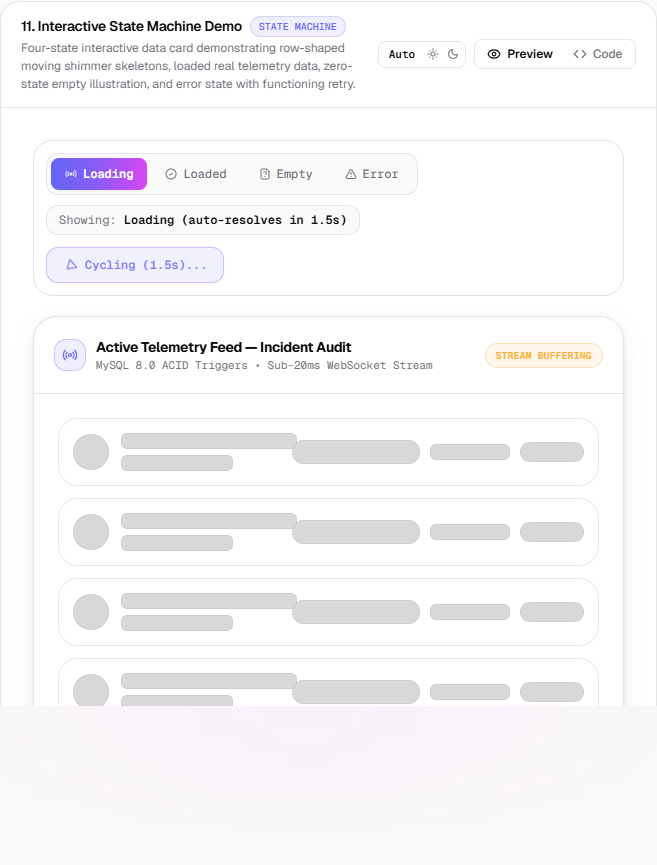 11. Interactive State Machine Demo STATE MACHINE
Four-state interactive data card demonstrating row-shaped
moving shimmer skeletons, loaded real telemetry data, zero-
state empty illustration, and error state with functioning retry.
Auto Preview Code
Loading Loaded Empty Error
Showing: Loading (auto-resolves in 1.5s)
Cycling (1.5s)...
Active Telemetry Feed — Incident Audit
MySQL 8.0 ACID Triggers • Sub-20ms WebSocket Stream
STREAM BUFFERING